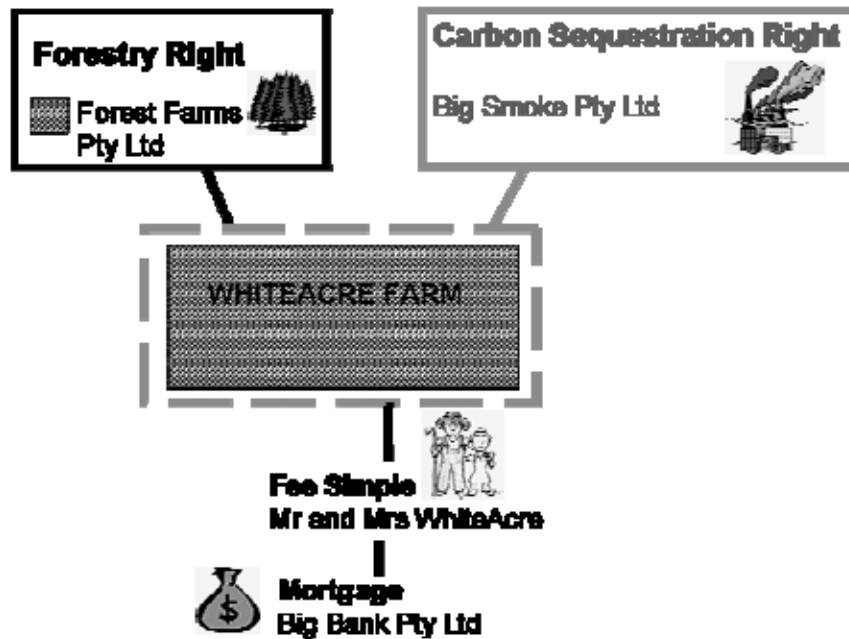 Forestry Right
Forest Farms
Pty Ltd
Carbon Sequestration Right
Big Smoke Pty Ltd
WHITEACRE FARM
Fee Simple
Mr and Mrs WhiteAcre
$
Mortgage
Big Bank Pty Ltd